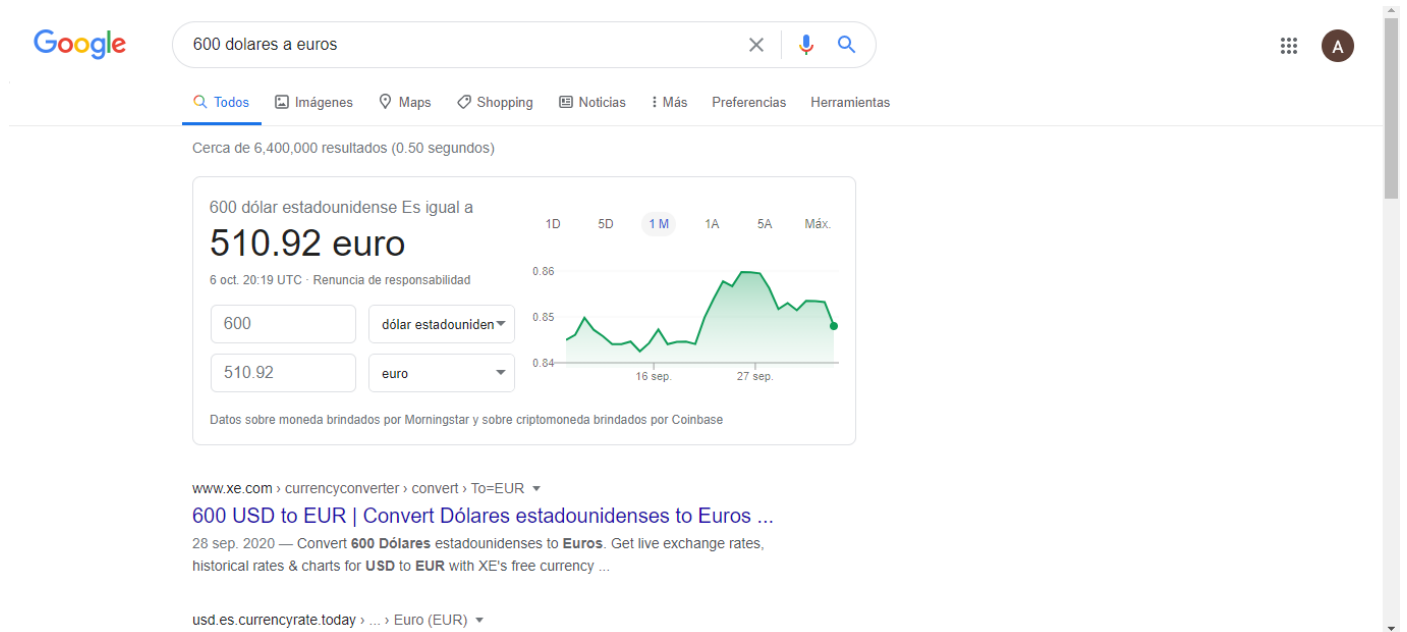 Google
600 dolares a euros
A
Todos Imágenes Maps Shopping Noticias Más Preferencias Herramientas
Cerca de 6,400,000 resultados (0.50 segundos)
600 dólar estadounidense Es igual a
510.92 euro
6 oct. 20:19 UTC · Renuncia de responsabilidad
600 dólar estadouniden
510.92 euro
1D 5D 1 M 1A 5A Máx.
0.86
0.85
0.84
16 sep. 27 sep.
Datos sobre moneda brindados por Morningstar y sobre criptomoneda brindados por Coinbase
www.xe.com › currencyconverter › convert › To=EUR
600 USD to EUR | Convert Dólares estadounidenses to Euros ...
28 sep. 2020 — Convert 600 Dólares estadounidenses to Euros. Get live exchange rates,
historical rates & charts for USD to EUR with XE's free currency ...
usd.es.currencyrate.today › ... › Euro (EUR)